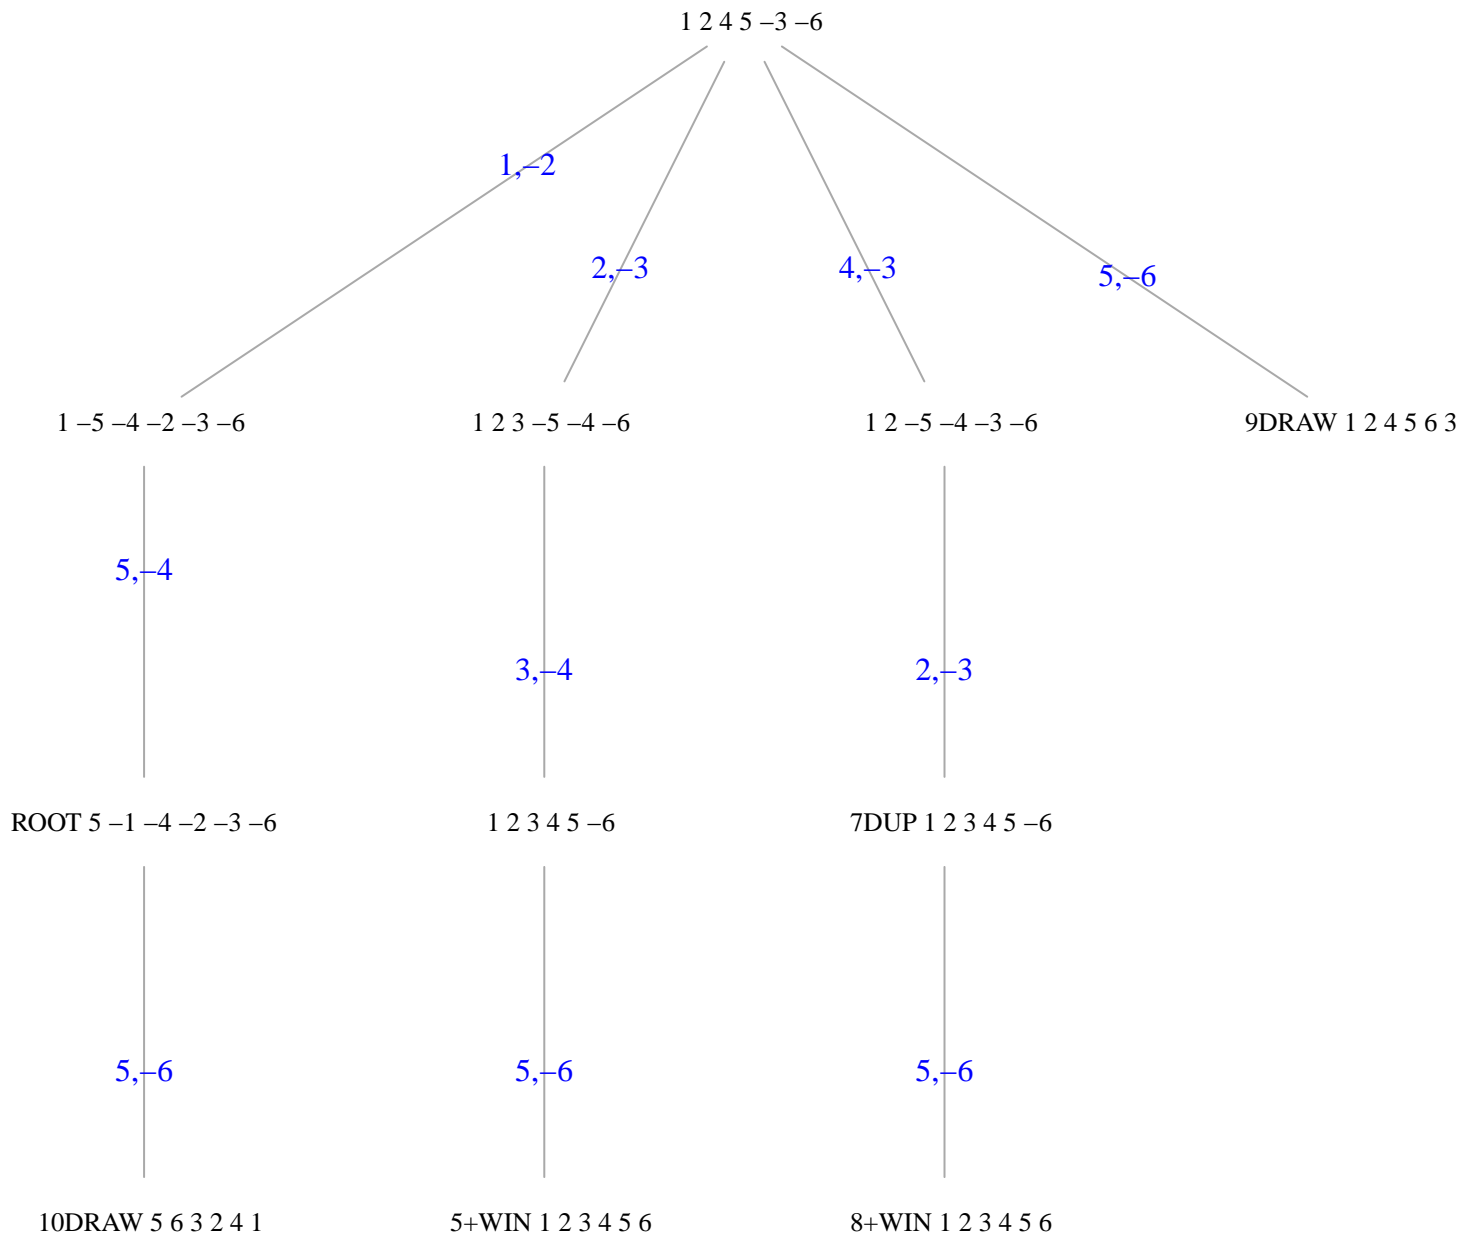 1 2 4 5 –3 –6
1,–2
2,–3
4,–3
5,–6
1 –5 –4 –2 –3 –6
1 2 3 –5 –4 –6
1 2 –5 –4 –3 –6
9DRAW 1 2 4 5 6 3
5,–4
3,–4
2,–3
ROOT 5 –1 –4 –2 –3 –6
1 2 3 4 5 –6
7DUP 1 2 3 4 5 –6
5,–6
5,–6
5,–6
10DRAW 5 6 3 2 4 1
5+WIN 1 2 3 4 5 6
8+WIN 1 2 3 4 5 6